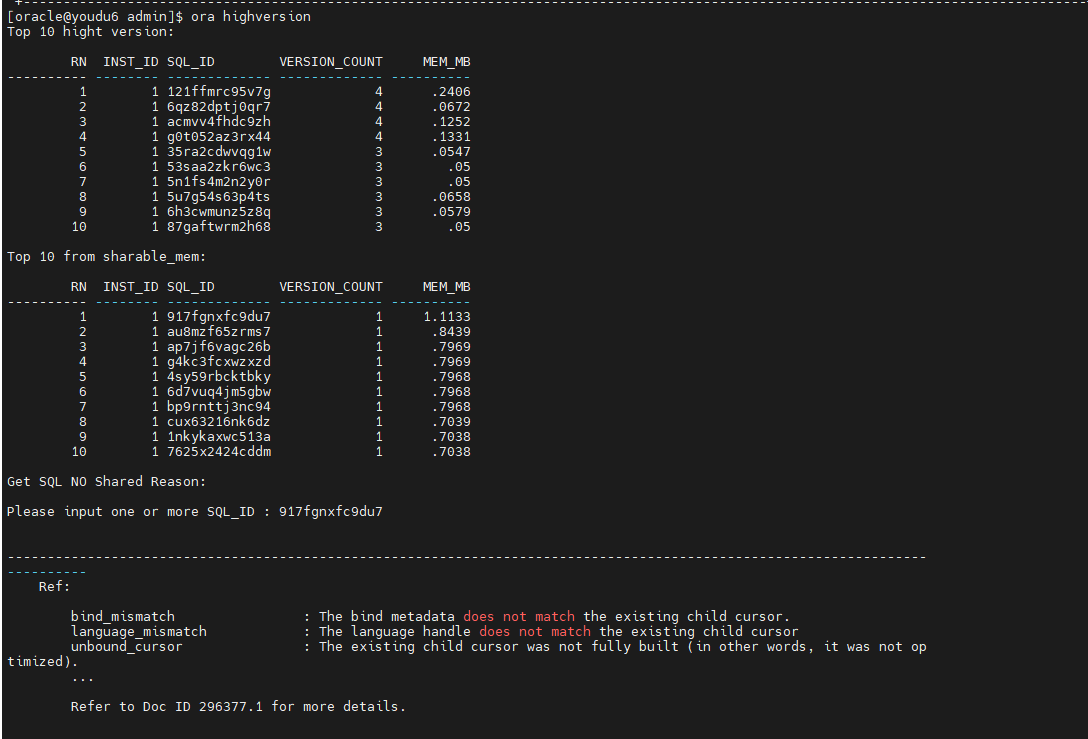 [oracle@youdu6 admin]$ ora highversion
Top 10 hight version:
        RN  INST_ID SQL_ID        VERSION_COUNT     MEM_MB
---------- -------- ------------- ------------- ----------
         1        1 121ffmrc95v7g             4      .2406
         2        1 6qz82dptj0qr7             4      .0672
         3        1 acmvv4fhdc9zh             4      .1252
         4        1 g0t052az3rx44             4      .1331
         5        1 35ra2cdwvqg1w             3      .0547
         6        1 53saa2zkr6wc3             3        .05
         7        1 5n1fs4m2n2y0r             3        .05
         8        1 5u7g54s63p4ts             3      .0658
         9        1 6h3cwmunz5z8q             3      .0579
        10        1 87gaftwrm2h68             3        .05
Top 10 from sharable_mem:
        RN  INST_ID SQL_ID        VERSION_COUNT     MEM_MB
---------- -------- ------------- ------------- ----------
         1        1 917fgnxfc9du7             1     1.1133
         2        1 au8mzf65zrms7             1      .8439
         3        1 ap7jf6vagc26b             1      .7969
         4        1 g4kc3fcxwzxzd             1      .7969
         5        1 4sy59rbcktbky             1      .7968
         6        1 6d7vuq4jm5gbw             1      .7968
         7        1 bp9rnttj3nc94             1      .7968
         8        1 cux63216nk6dz             1      .7039
         9        1 1nkykaxwc513a             1      .7038
        10        1 7625x2424cddm             1      .7038
Get SQL NO Shared Reason:
Please input one or more SQL_ID : 917fgnxfc9du7
-------------------------------------------------------------------------------------------------------------------
----------
    Ref:
        bind_mismatch                : The bind metadata does not match the existing child cursor.
        language_mismatch            : The language handle does not match the existing child cursor
        unbound_cursor               : The existing child cursor was not fully built (in other words, it was not op
timized).
        ...
        Refer to Doc ID 296377.1 for more details.